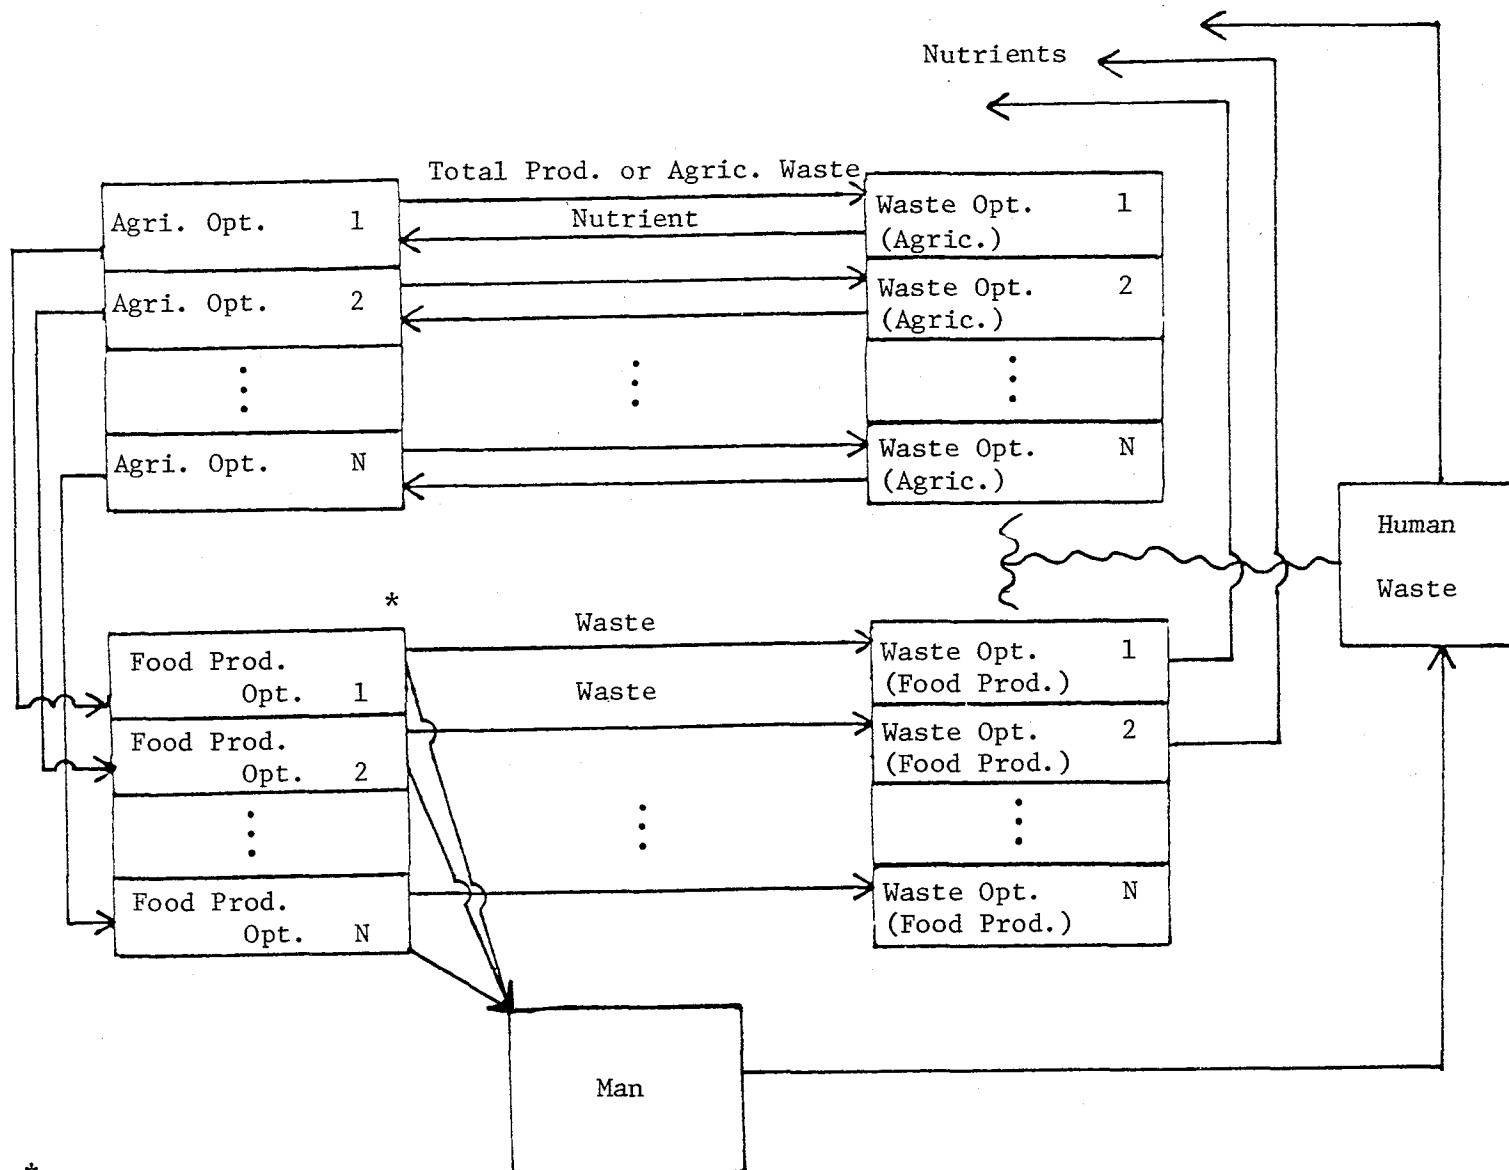 Nutrients
Total Prod. or Agric. Waste
Nutrient
Agri. Opt. 1
Agri. Opt. 2
Agri. Opt. N
Waste Opt. 1
(Agric.)
Waste Opt. 2
(Agric.)
Waste Opt. N
(Agric.)
Human
Waste
*
Food Prod.
Opt. 1
Food Prod.
Opt. 2
Food Prod.
Opt. N
Waste
Waste
Waste Opt. 1
(Food Prod.)
Waste Opt. 2
(Food Prod.)
Waste Opt. N
(Food Prod.)
Man
*